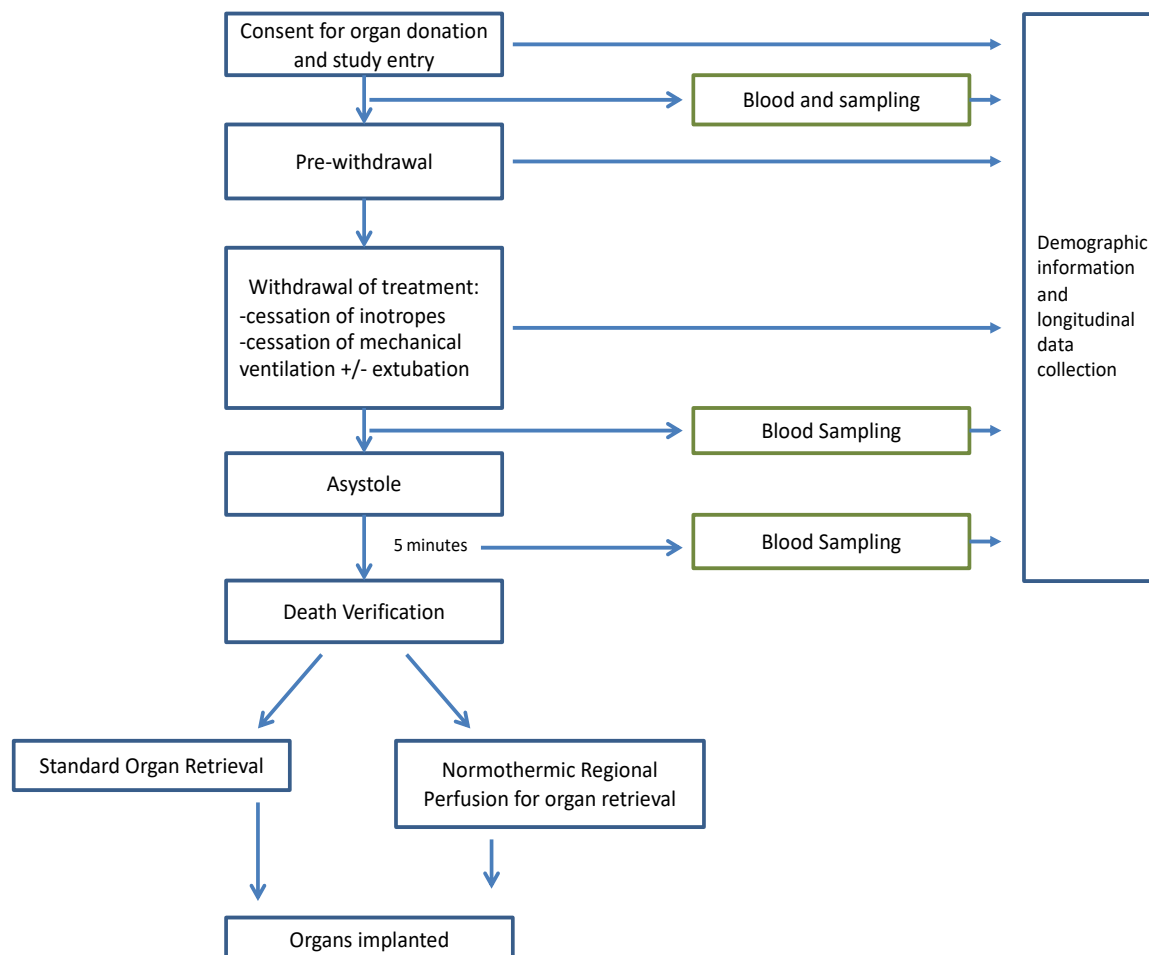 Consent for organ donation
and study entry
Blood and sampling
Pre-withdrawal
Demographic
information
and
longitudinal
data
collection
Withdrawal of treatment:
-cessation of inotropes
-cessation of mechanical
ventilation +/- extubation
Blood Sampling
Asystole
5 minutes
Blood Sampling
Death Verification
Standard Organ Retrieval
Normothermic Regional
Perfusion for organ retrieval
Organs implanted